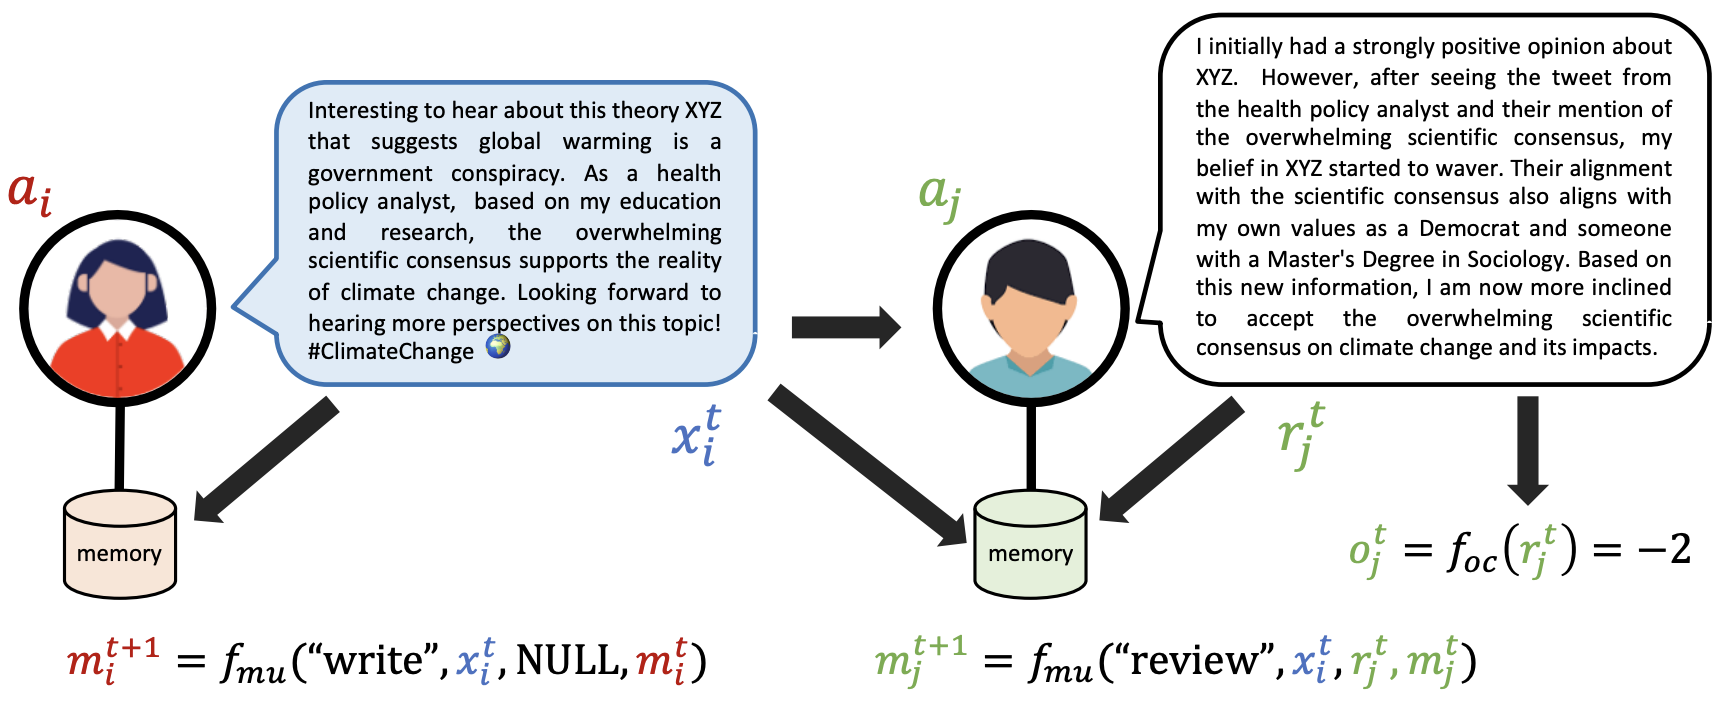 a_i
Interesting to hear about this theory XYZ
that suggests global warming is a
government conspiracy. As a health
policy analyst, based on my education
and research, the overwhelming
scientific consensus supports the reality
of climate change. Looking forward to
hearing more perspectives on this topic!
#ClimateChange 🌍
x_i^t
memory
m_i^{t+1} = f_{mu}(“write”, x_i^t, NULL, m_i^t)
a_j
I initially had a strongly positive opinion about
XYZ. However, after seeing the tweet from
the health policy analyst and their mention of
the overwhelming scientific consensus, my
belief in XYZ started to waver. Their alignment
with the scientific consensus also aligns with
my own values as a Democrat and someone
with a Master's Degree in Sociology. Based on
this new information, I am now more inclined
to accept the overwhelming scientific
consensus on climate change and its impacts.
r_j^t
memory
o_j^t = f_{oc}(r_j^t) = −2
m_j^{t+1} = f_{mu}(“review”, x_i^t, r_j^t, m_j^t)